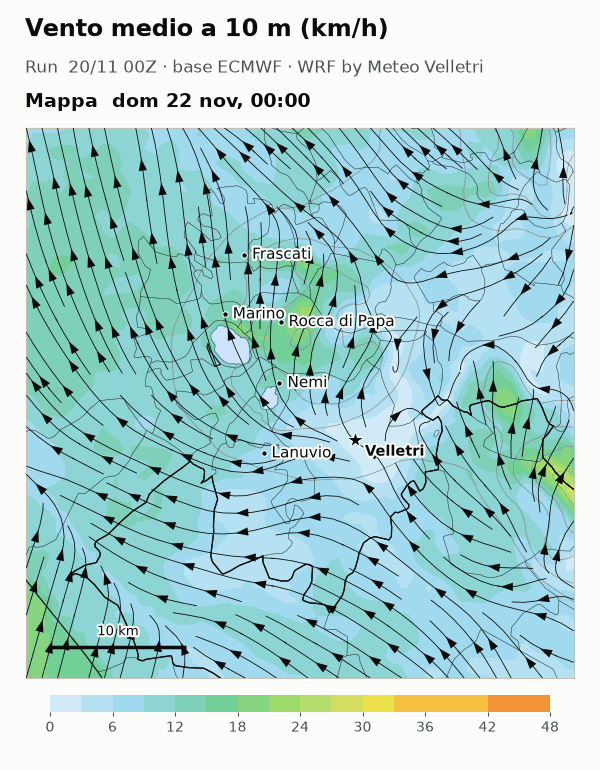 Vento medio a 10 m (km/h)
Run 20/11 00Z · base ECMWF · WRF by Meteo Velletri
Mappa dom 22 nov, 00:00
Frascati
Marino
Rocca di Papa
Nemi
Velletri
Lanuvio
10 km
0 6 12 18 24 30 36 42 48